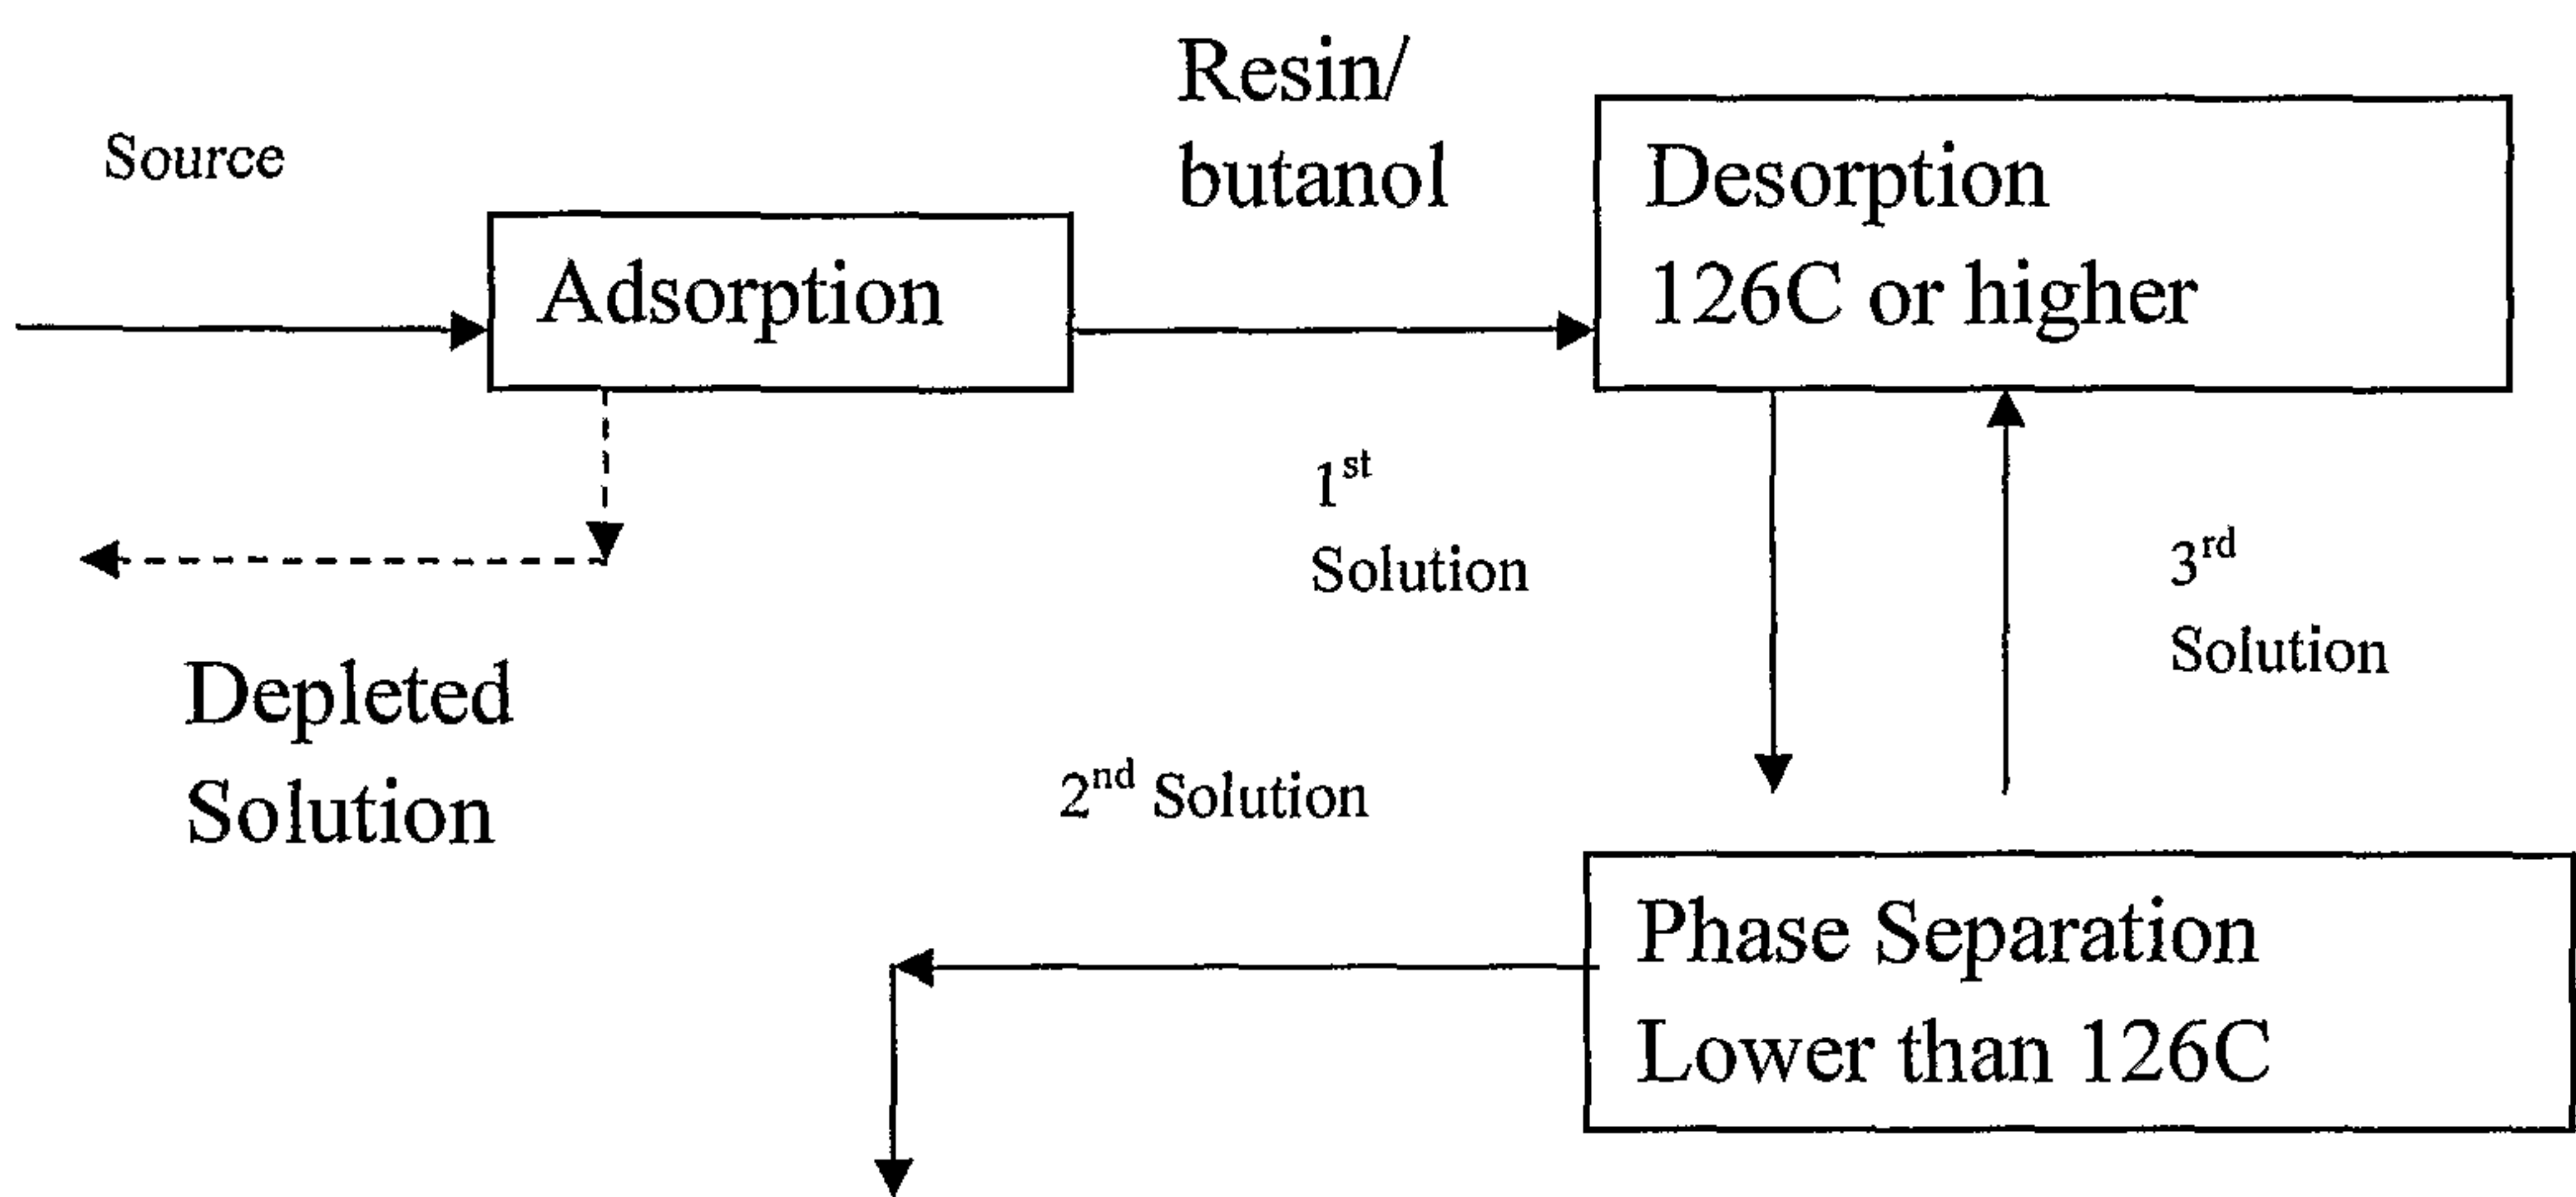 Source
Resin/
butanol
Adsorption
Desorption
126C or higher
1st
Solution
3rd
Solution
Depleted
Solution
2nd Solution
Phase Separation
Lower than 126C